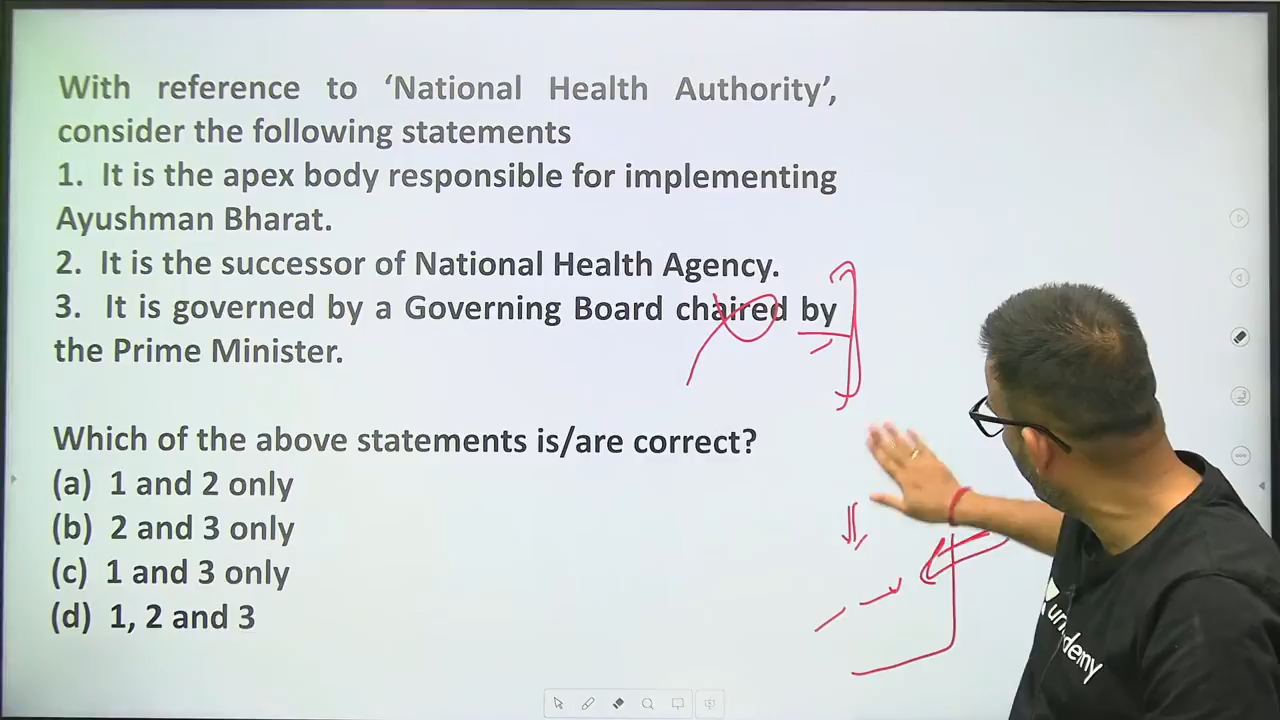 With reference to ‘National Health Authority’,
consider the following statements
1. It is the apex body responsible for implementing
Ayushman Bharat.
2. It is the successor of National Health Agency.
3. It is governed by a Governing Board chaired by
the Prime Minister.
Which of the above statements is/are correct?
(a) 1 and 2 only
(b) 2 and 3 only
(c) 1 and 3 only
(d) 1, 2 and 3